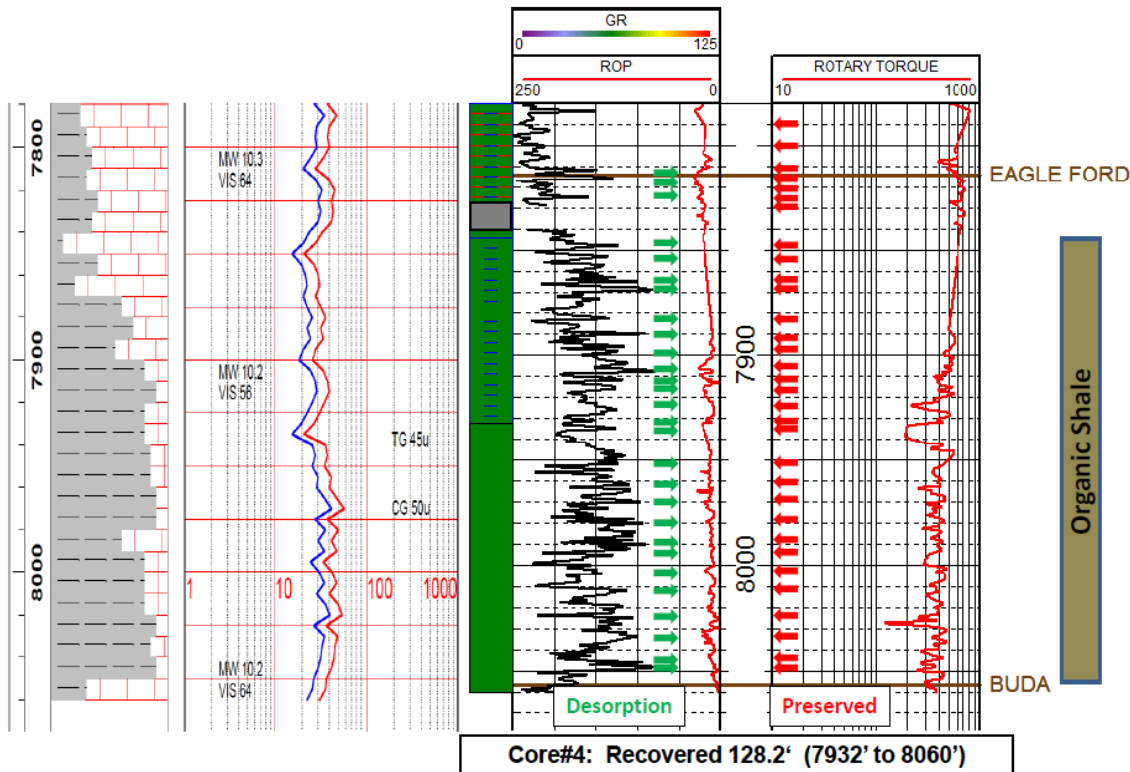 GR
0
125
ROP
250
0
ROTARY TORQUE
10
1000
7800
MW 10.3
VIS 64
EAGLE FORD
7900
MW 10.2
VIS 56
7900
TG 45u
CG 50u
Organic Shale
8000
1
10
100
1000
8000
MW 10.2
VIS 64
BUDA
Desorption
Preserved
Core#4: Recovered 128.2‘ (7932’ to 8060’)